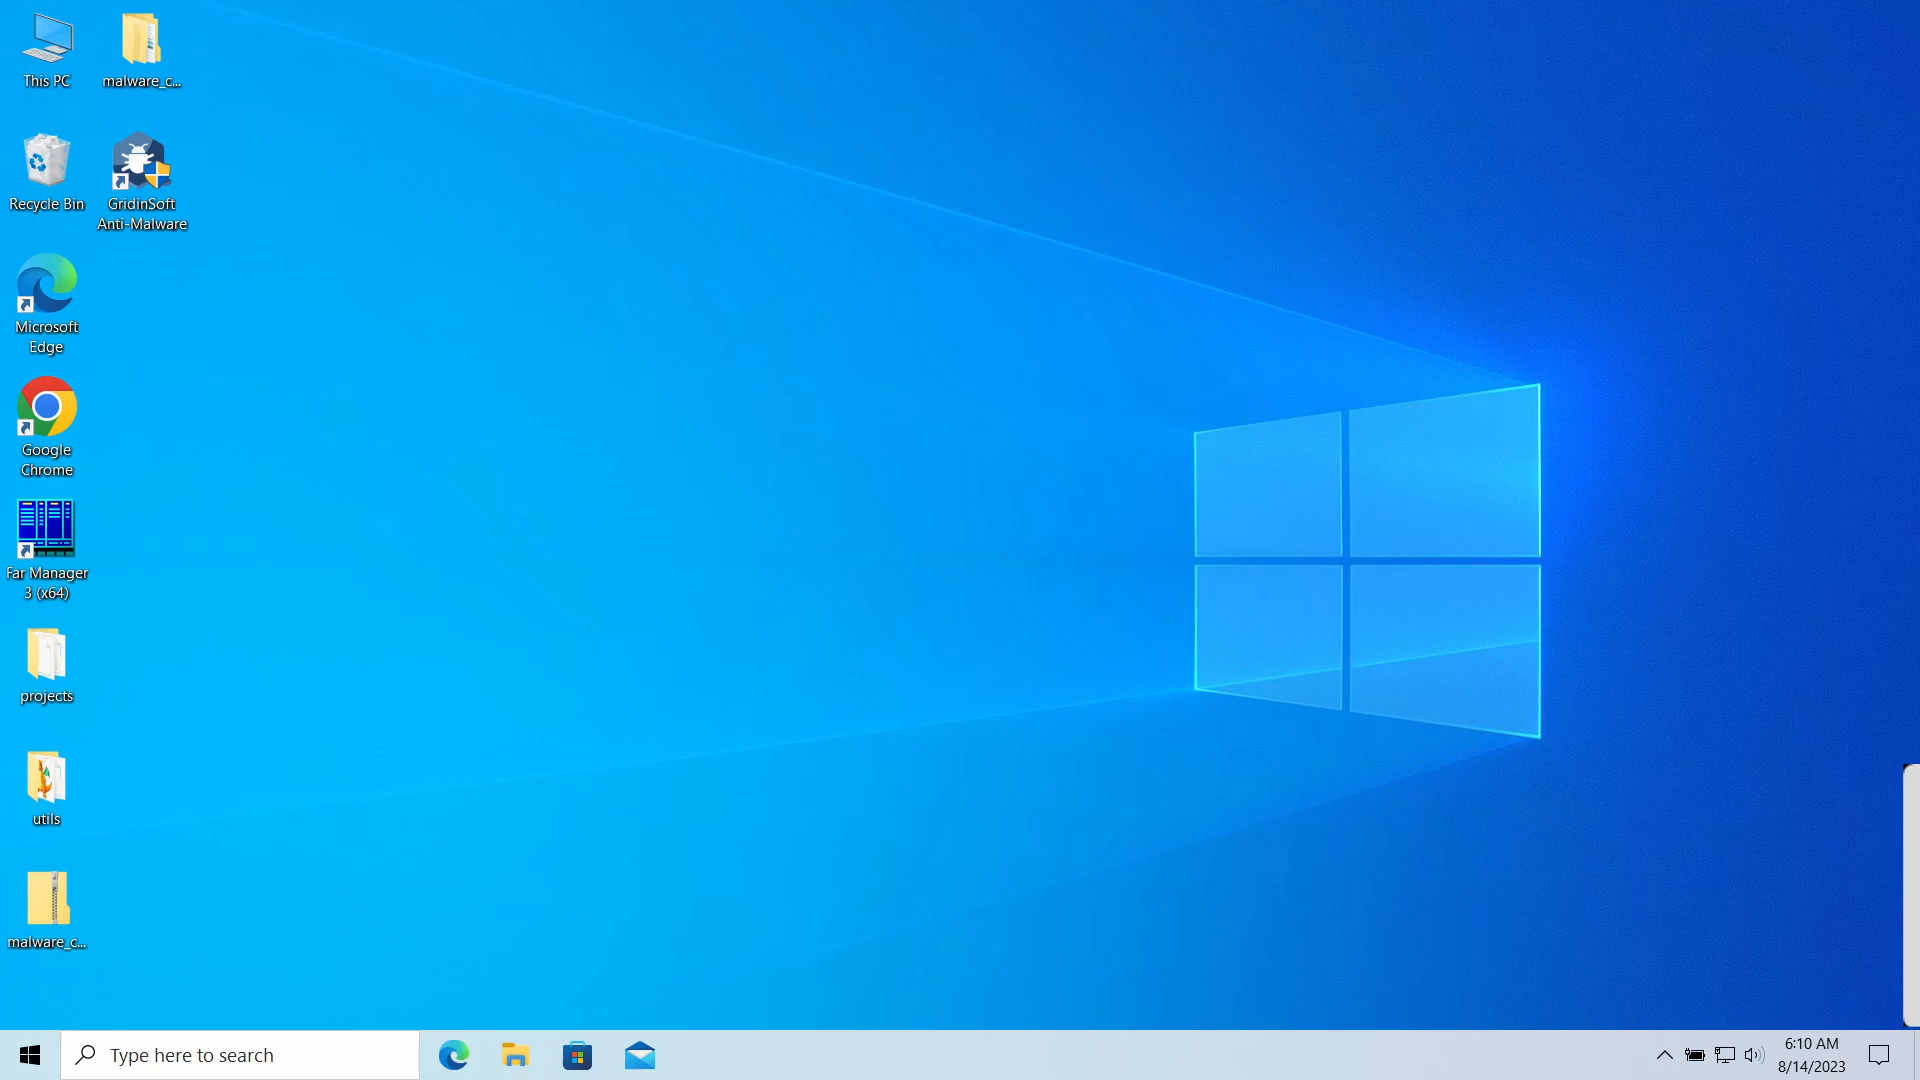 This PC
malware_c...
Recycle Bin
GridinSoft
Anti-Malware
Microsoft
Edge
Google
Chrome
Far Manager
3 (x64)
projects
utils
malware_c...
Type here to search
6:10 AM
8/14/2023